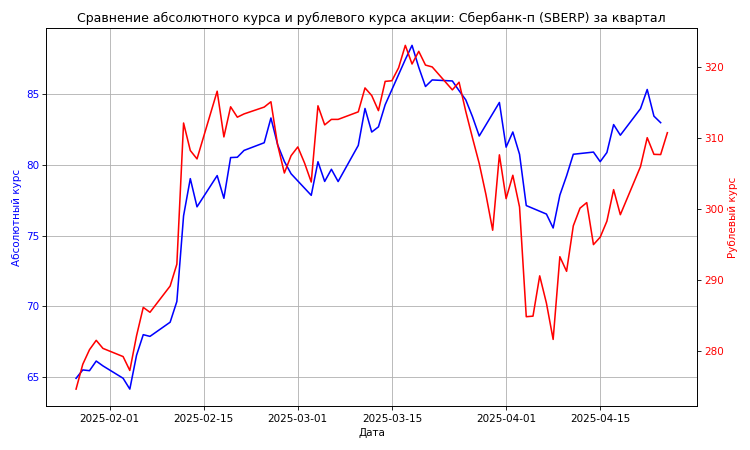 Сравнение абсолютного курса и рублевого курса акции: Сбербанк-п (SBERP) за квартал
Абсолютный курс
85
80
75
70
65
320
310
300
290
280
Рублевый курс
2025-02-01 2025-02-15 2025-03-01 2025-03-15 2025-04-01 2025-04-15
Дата